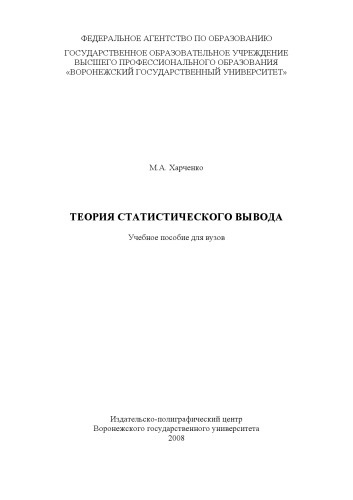 ФЕДЕРАЛЬНОЕ АГЕНТСТВО ПО ОБРАЗОВАНИЮ
ГОСУДАРСТВЕННОЕ ОБРАЗОВАТЕЛЬНОЕ УЧРЕЖДЕНИЕ
ВЫСШЕГО ПРОФЕССИОНАЛЬНОГО ОБРАЗОВАНИЯ
«ВОРОНЕЖСКИЙ ГОСУДАРСТВЕННЫЙ УНИВЕРСИТЕТ»
М.А. Харченко
ТЕОРИЯ СТАТИСТИЧЕСКОГО ВЫВОДА
Учебное пособие для вузов
Издательско-полиграфический центр
Воронежского государственного университета
2008